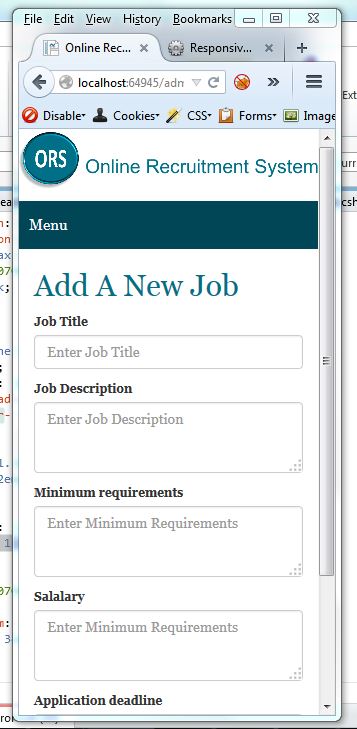 File Edit View History Bookmarks
Online Rec... Responsiv...
localhost:64945/adn
Disable Cookies CSS Forms Image
ORS Online Recruitment System
Menu
Add A New Job
Job Title
Enter Job Title
Job Description
Enter Job Description
Minimum requirements
Enter Minimum Requirements
Salalary
Enter Minimum Requirements
Application deadline